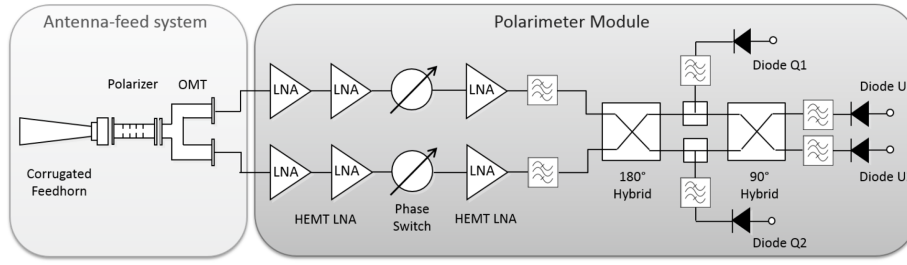 Antenna-feed system
Polarimeter Module
Polarizer
OMT
Corrugated
Feedhorn
LNA
LNA
LNA
LNA
LNA
LNA
HEMT LNA
Phase
Switch
HEMT LNA
180°
Hybrid
90°
Hybrid
Diode Q1
Diode U
Diode U
Diode Q2